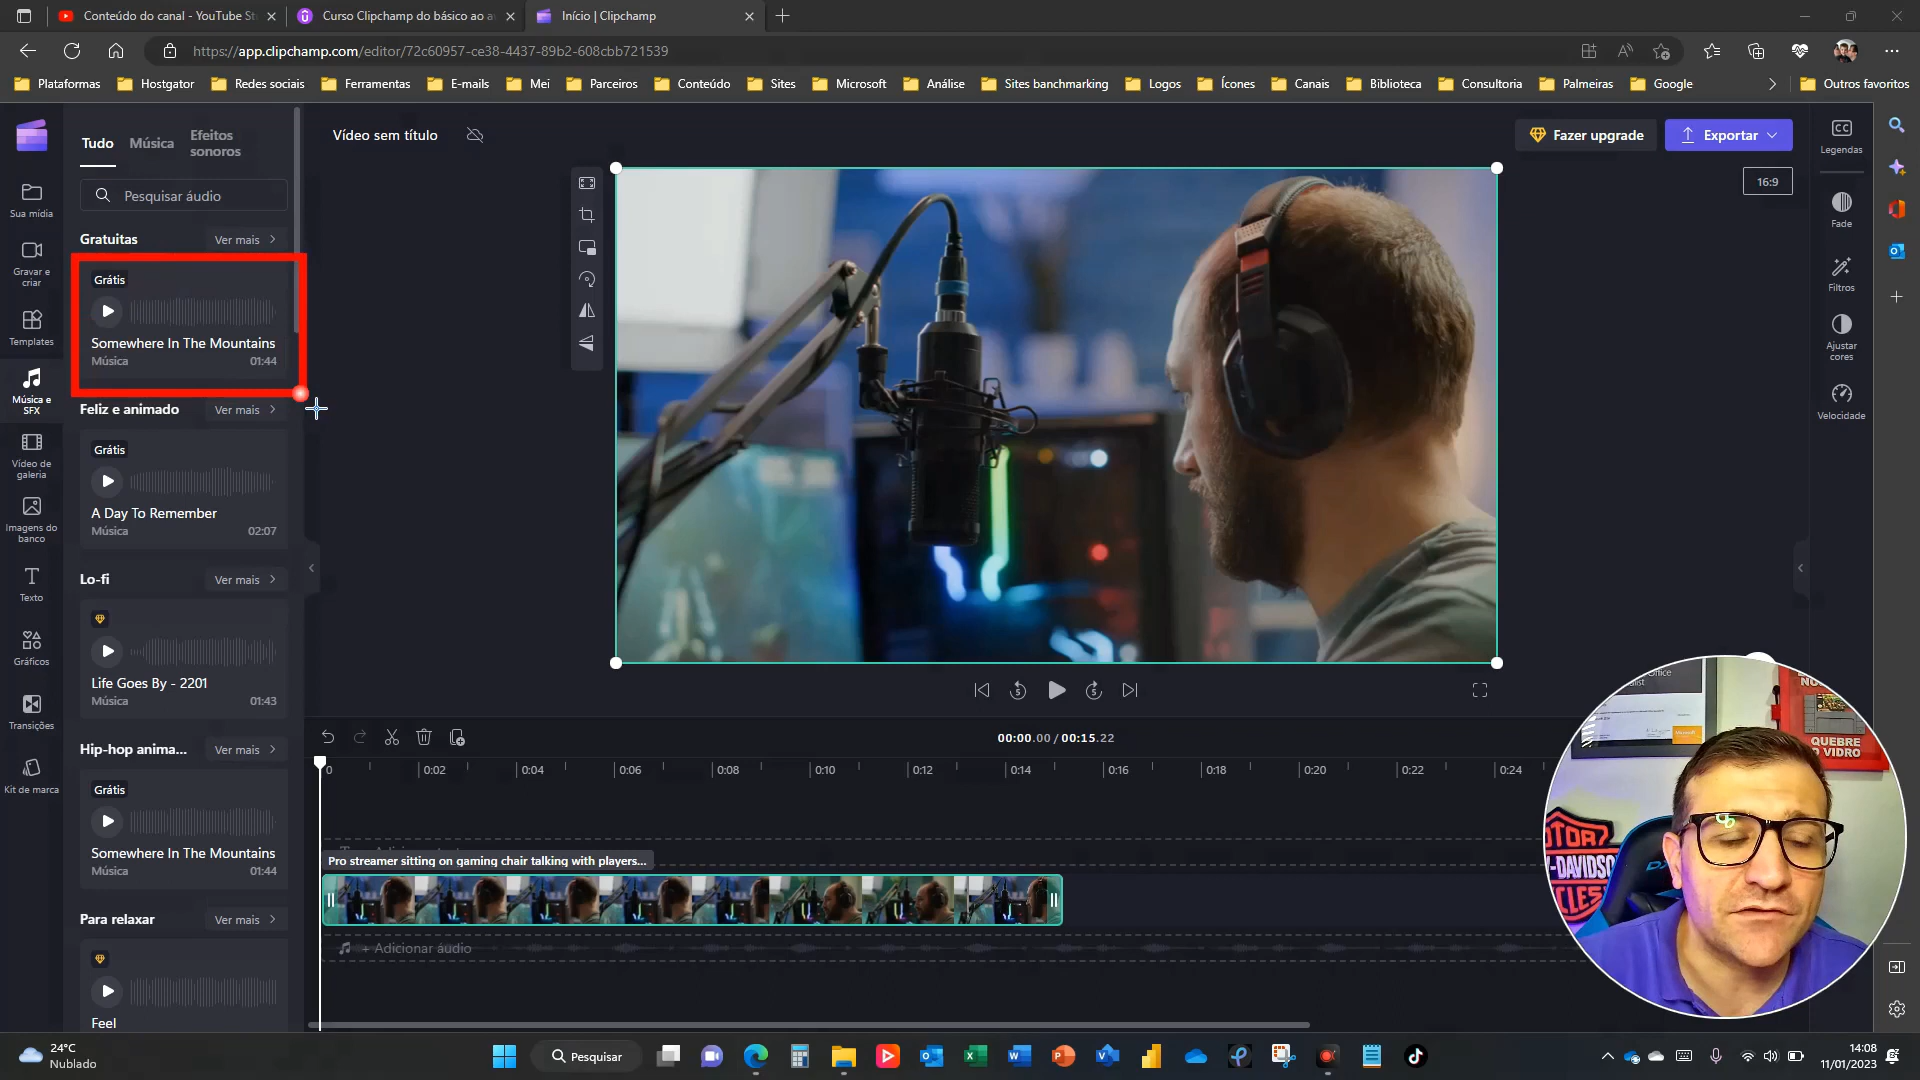 Conteúdo do canal - YouTube St
Curso Clipchamp do básico ao a
Início | Clipchamp
https://app.clipchamp.com/editor/72c60957-ce38-4437-89b2-608cbb721539
Plataformas
Hostgator
Redes sociais
Ferramentas
E-mails
Mei
Parceiros
Conteúdo
Sites
Microsoft
Análise
Sites banchmarking
Logos
Ícones
Canais
Biblioteca
Consultoria
Palmeiras
Google
Outros favoritos
Sua mídia
Gravar e
criar
Templates
Música e
SFX
Vídeo de
galeria
Imagens do
banco
Texto
Gráficos
Transições
Kit de marca
Tudo
Música
Efeitos
sonoros
Pesquisar áudio
Gratuitas
Ver mais
Grátis
Somewhere In The Mountains
Música
01:44
Feliz e animado
Ver mais
Grátis
A Day To Remember
Música
02:07
Lo-fi
Ver mais
Life Goes By - 2201
Música
01:43
Hip-hop anima...
Ver mais
Grátis
Somewhere In The Mountains
Música
01:44
Para relaxar
Ver mais
Feel
Vídeo sem título
Fazer upgrade
Exportar
16:9
CC
Legendas
Fade
Filtros
Ajustar
cores
Velocidade
5
5
00:00.00 / 00:15.22
0
0:02
0:04
0:06
0:08
0:10
0:12
0:14
0:16
0:18
0:20
0:22
0:24
Pro streamer sitting on gaming chair talking with players...
+ Adicionar áudio
Office
QUEBRE
O VIDRO
24°C
Nublado
Pesquisar
14:08
11/01/2023